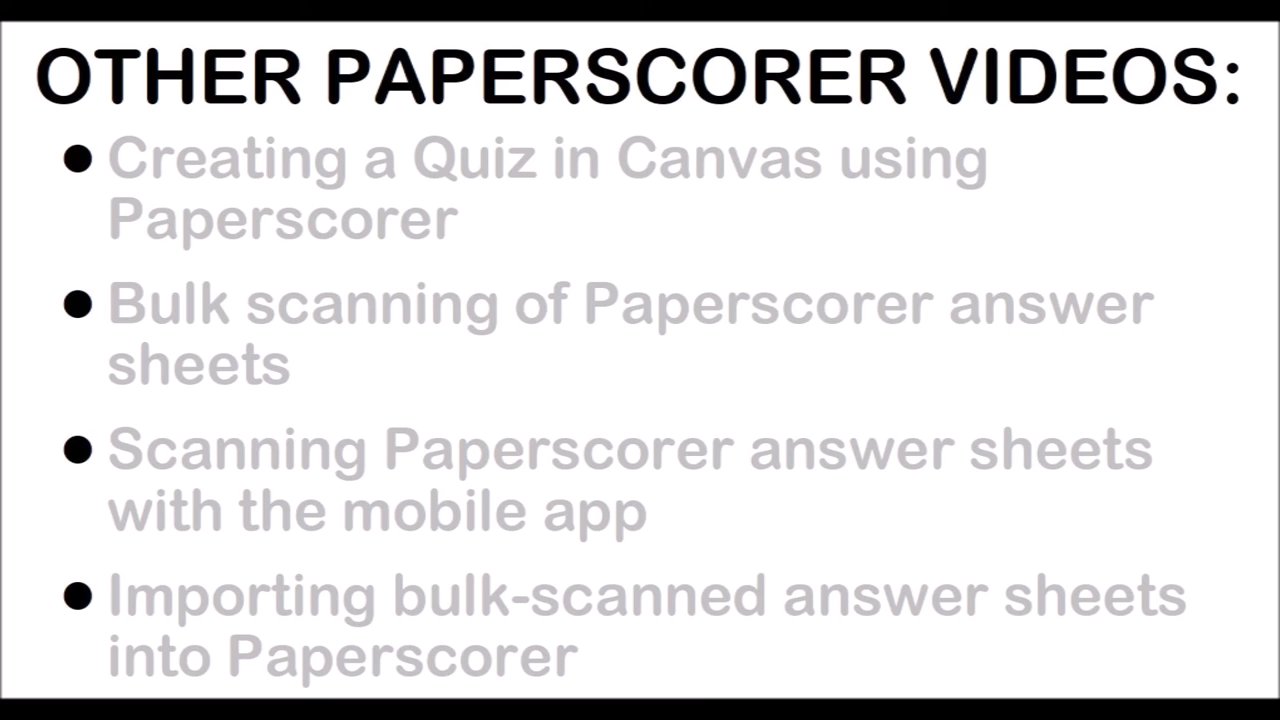 OTHER PAPERSCORER VIDEOS:
● Creating a Quiz in Canvas using
Paperscorer
● Bulk scanning of Paperscorer answer
sheets
● Scanning Paperscorer answer sheets
with the mobile app
● Importing bulk-scanned answer sheets
into Paperscorer